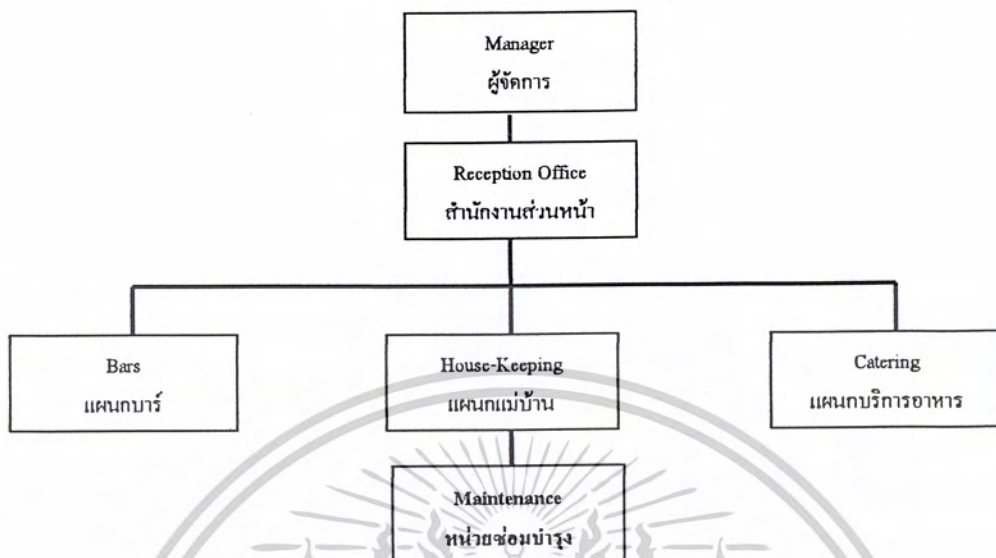 Manager
ผู้จัดการ
Reception Office
สำนักงานส่วนหน้า
Bars
แผนกบาร์
House-Keeping
แผนกแม่บ้าน
Catering
แผนกบริการอาหาร
Maintenance
หน่วยซ่อมบำรุง